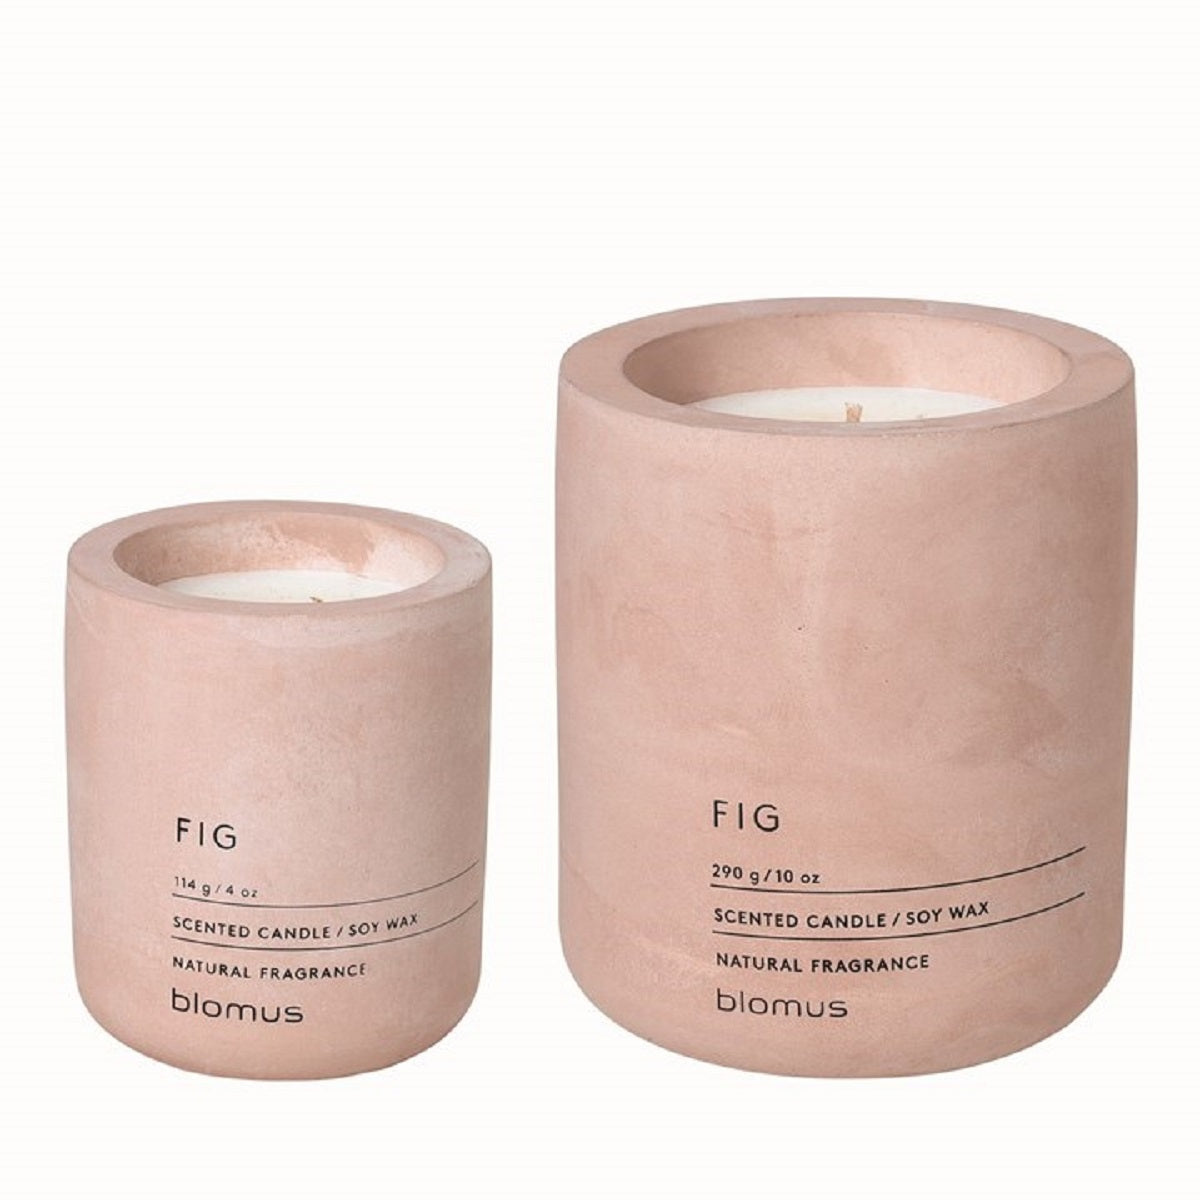 FIG
114 g / 4 oz
SCENTED CANDLE / SOY WAX
NATURAL FRAGRANCE
blomus
FIG
290 g / 10 oz
SCENTED CANDLE / SOY WAX
NATURAL FRAGRANCE
blomus